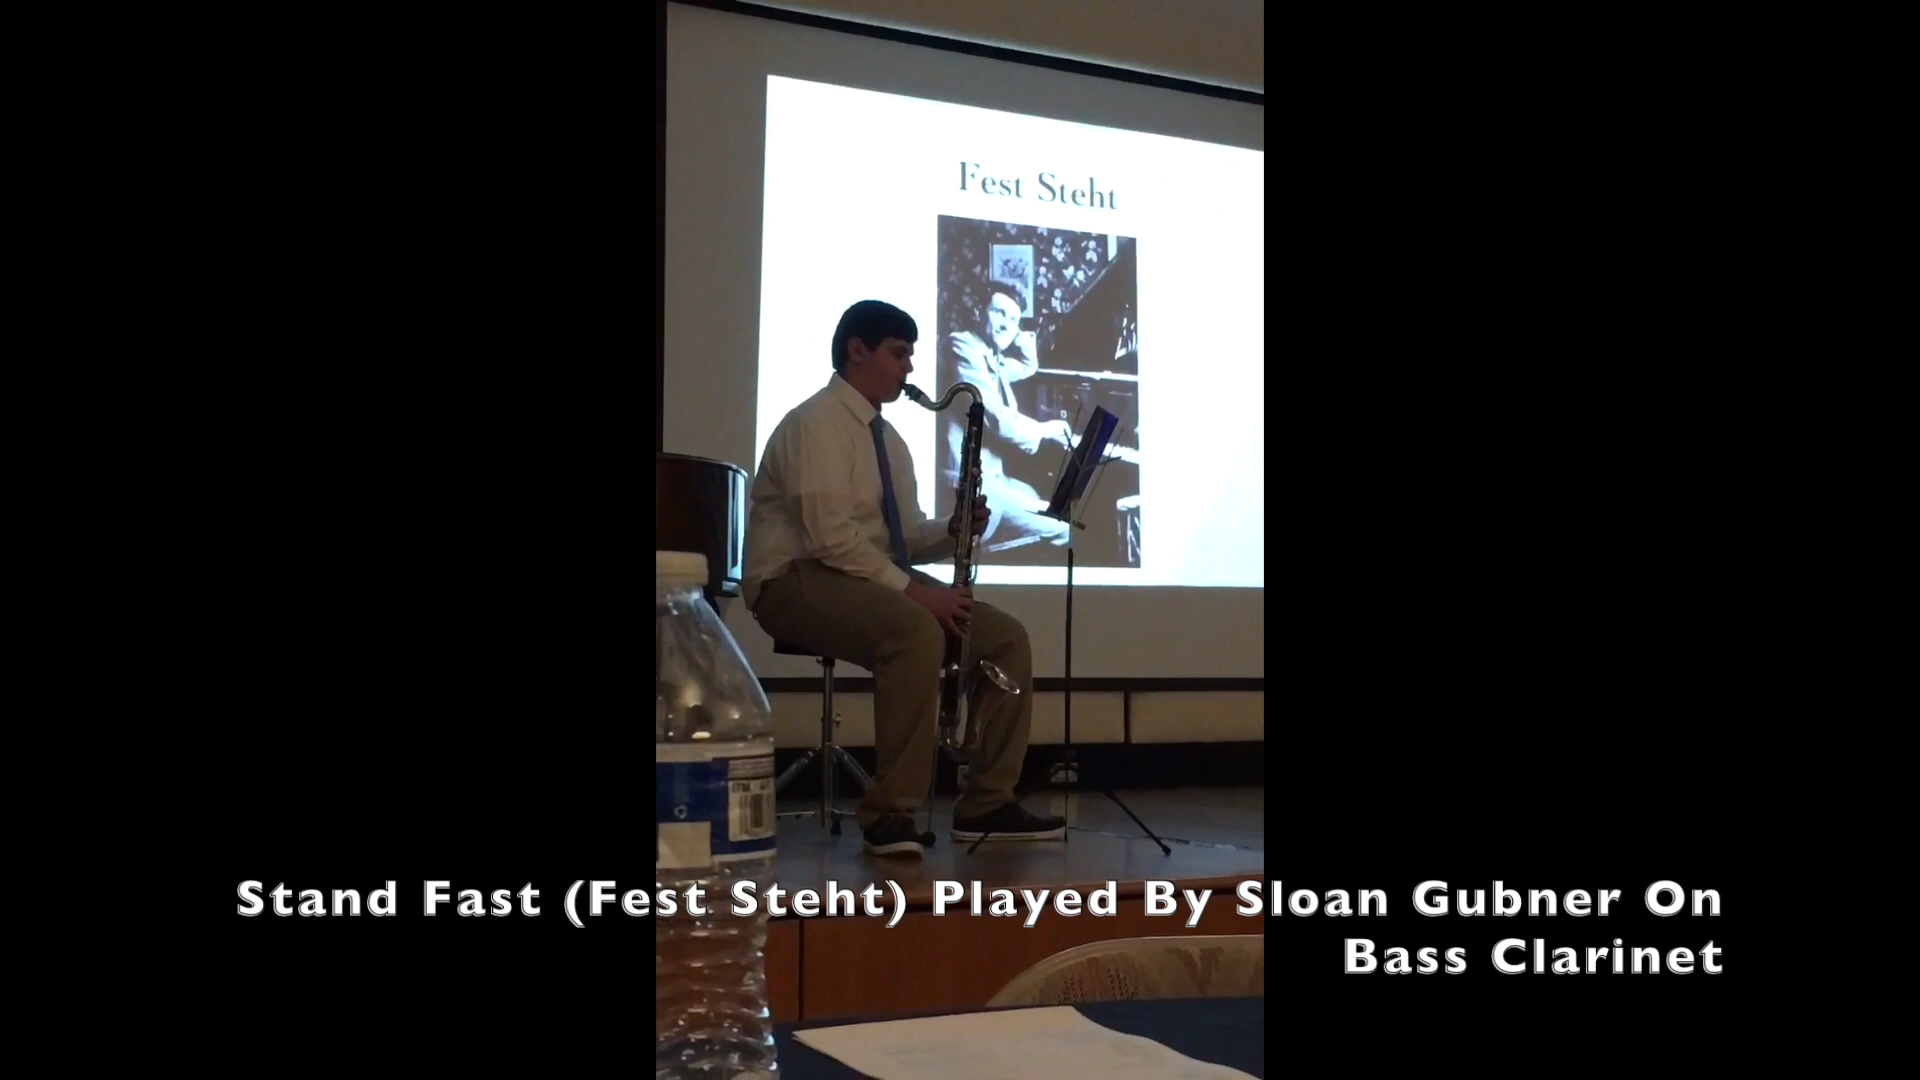 Fest Steht
Stand Fast (Fest Steht) Played By Sloan Gubner On
Bass Clarinet